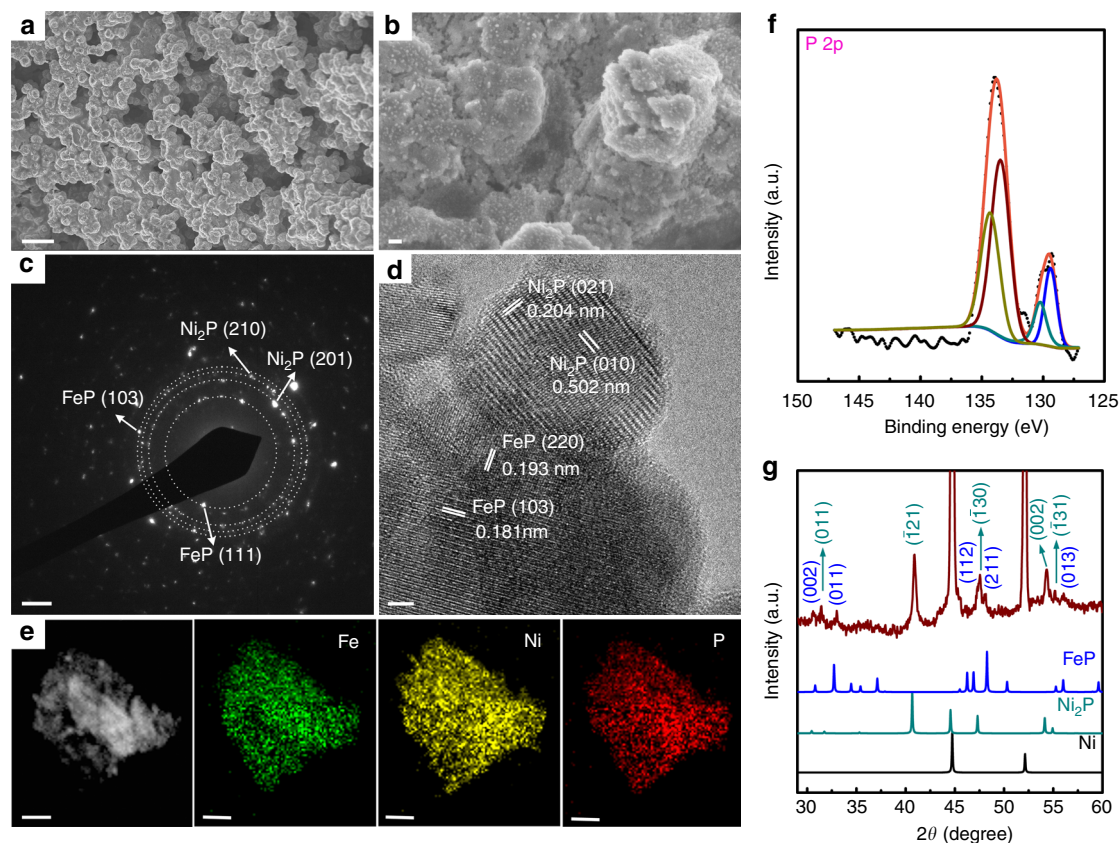 a
b
c
Ni₂P (210)
Ni₂P (201)
FeP (103)
FeP (111)
d
Ni₂P (021)
0.204 nm
Ni₂P (010)
0.502 nm
FeP (220)
0.193 nm
FeP (103)
0.181nm
e
Fe
Ni
P
f
P 2p
Intensity (a.u.)
150 145 140 135 130 125
Binding energy (eV)
g
(002)
(011)
(011)
(1̄21)
(112)
(1̄30)
(211)
(002)
(1̄31)
(013)
FeP
Ni₂P
Ni
Intensity (a.u.)
30 35 40 45 50 55 60
2θ (degree)